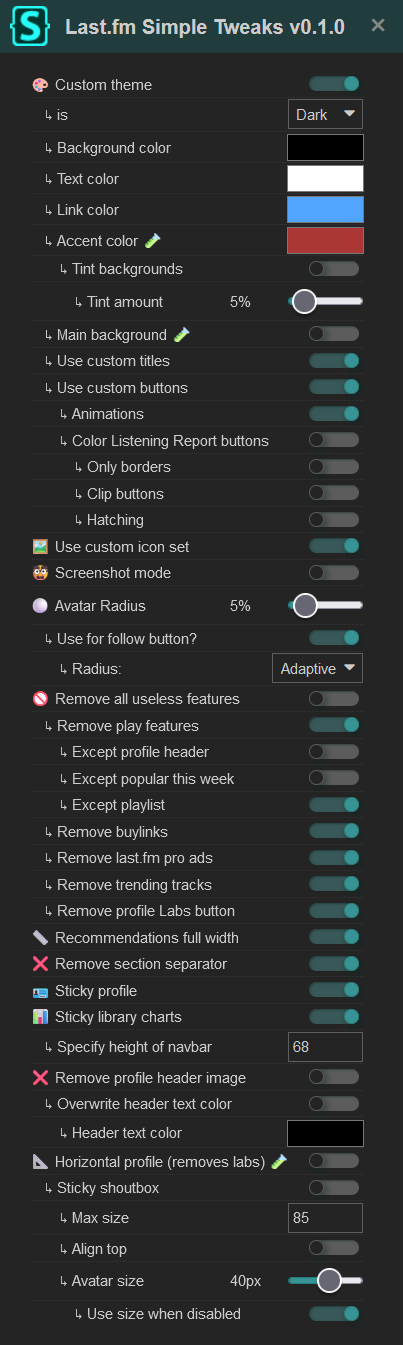 S Last.fm Simple Tweaks v0.1.0 ×
Custom theme
↳ is Dark
↳ Background color
↳ Text color
↳ Link color
↳ Accent color
↳ Tint backgrounds
↳ Tint amount 5%
↳ Main background
↳ Use custom titles
↳ Use custom buttons
↳ Animations
↳ Color Listening Report buttons
↳ Only borders
↳ Clip buttons
↳ Hatching
Use custom icon set
Screenshot mode
Avatar Radius 5%
↳ Use for follow button?
↳ Radius: Adaptive
Remove all useless features
↳ Remove play features
↳ Except profile header
↳ Except popular this week
↳ Except playlist
↳ Remove buylinks
↳ Remove last.fm pro ads
↳ Remove trending tracks
↳ Remove profile Labs button
Recommendations full width
Remove section separator
Sticky profile
Sticky library charts
↳ Specify height of navbar 68
Remove profile header image
↳ Overwrite header text color
↳ Header text color
Horizontal profile (removes labs)
↳ Sticky shoutbox
↳ Max size 85
↳ Align top
↳ Avatar size 40px
↳ Use size when disabled